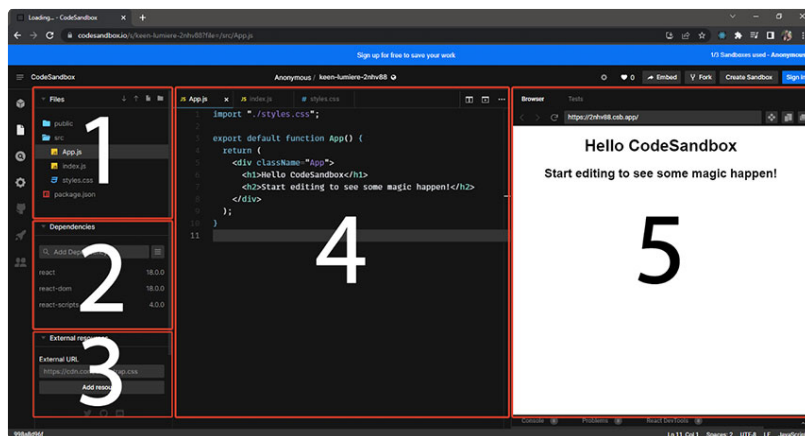 Loading... - CodeSandbox
codesandbox.io/s/keen-lumiere-2nhv88?file=/src/App.js
Sign up for free to save your work
1/3 Sandboxes used - Anonymous
CodeSandbox
Anonymous / keen-lumiere-2nhv88
0
Embed
Fork
Create Sandbox
Sign in
Files
public
src
App.js
index.js
styles.css
package.json
1
Dependencies
Add
react 18.0.0
react-dom 18.0.0
react-scripts 4.0.0
2
External
External URL
Add
3
App.js
index.js
styles.css
1 import "./styles.css";
2
3 export default function App() {
4 return (
5 <div className="App">
6 <h1>Hello CodeSandbox</h1>
7 <h2>Start editing to see some magic happen!</h2>
8 </div>
9 );
10 }
11
4
Browser
Tests
https://2nhv88.csb.app/
Hello CodeSandbox
Start editing to see some magic happen!
5
Console 0
Problems 0
React DevTools 0
998a8d96f
Ln 11, Col 1
Spaces: 2
UTF-8
LF
JavaScript